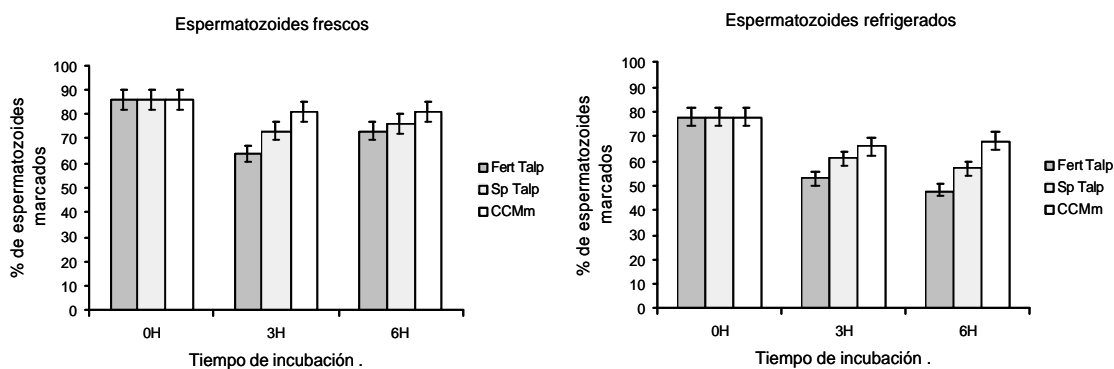 Espermatozoides frescos
% de espermatozoides
marcados
100
90
80
70
60
50
40
30
20
10
0
0H
3H
6H
Tiempo de incubación .
Fert Talp
Sp Talp
CCMm
Espermatozoides refrigerados
% de espermatozoides
marcados
100
90
80
70
60
50
40
30
20
10
0
0H
3H
6H
Tiempo de incubación .
Fert Talp
Sp Talp
CCMm